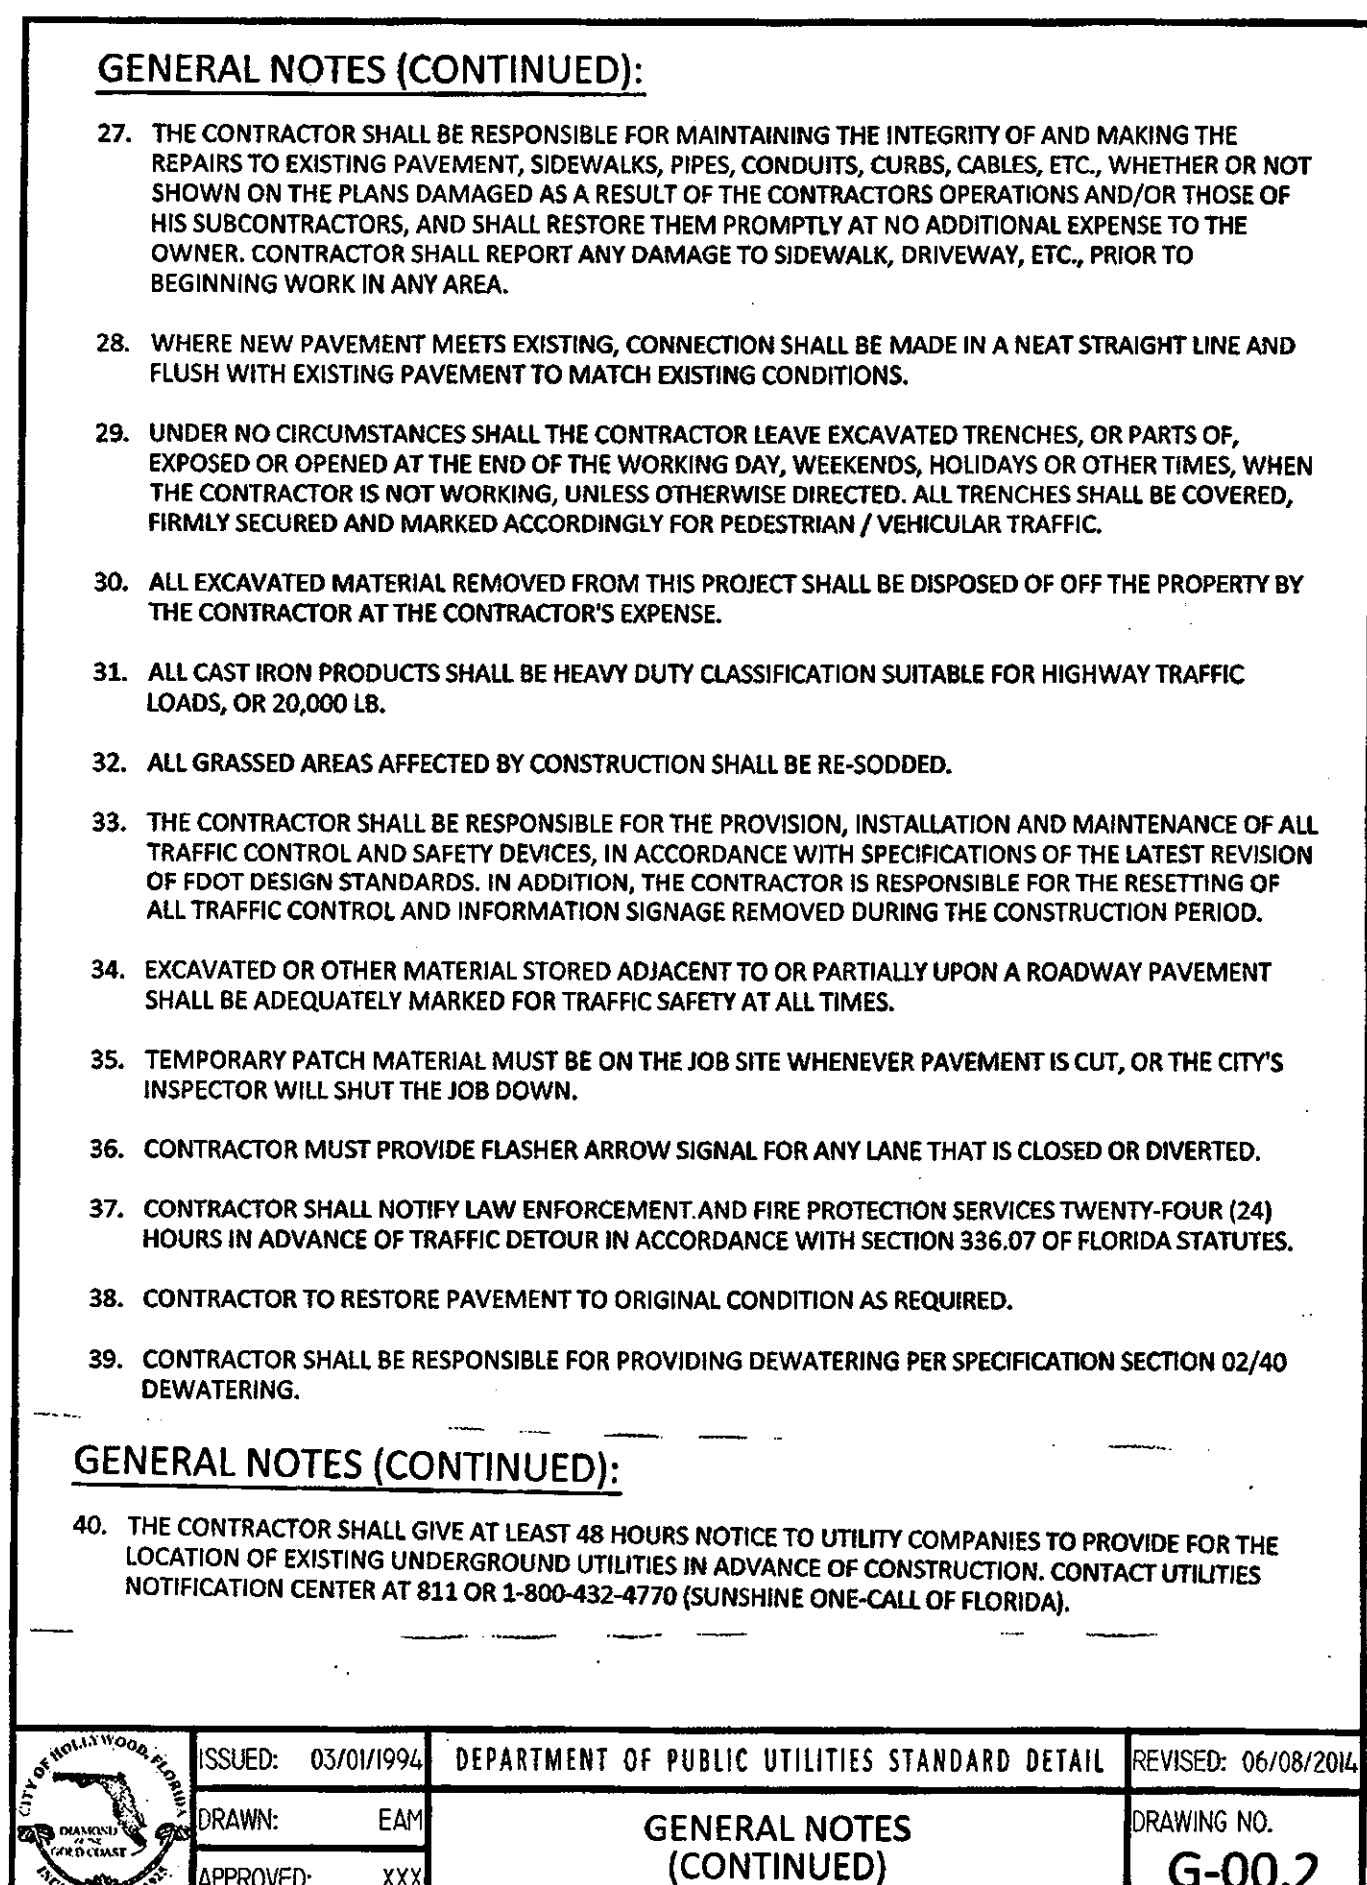 GENERAL NOTES (CONTINUED):
27. THE CONTRACTOR SHALL BE RESPONSIBLE FOR MAINTAINING THE INTEGRITY OF AND MAKING THE
REPAIRS TO EXISTING PAVEMENT, SIDEWALKS, PIPES, CONDUITS, CURBS, CABLES, ETC., WHETHER OR NOT
SHOWN ON THE PLANS DAMAGED AS A RESULT OF THE CONTRACTORS OPERATIONS AND/OR THOSE OF
HIS SUBCONTRACTORS, AND SHALL RESTORE THEM PROMPTLY AT NO ADDITIONAL EXPENSE TO THE
OWNER. CONTRACTOR SHALL REPORT ANY DAMAGE TO SIDEWALK, DRIVEWAY, ETC., PRIOR TO
BEGINNING WORK IN ANY AREA.
28. WHERE NEW PAVEMENT MEETS EXISTING, CONNECTION SHALL BE MADE IN A NEAT STRAIGHT LINE AND
FLUSH WITH EXISTING PAVEMENT TO MATCH EXISTING CONDITIONS.
29. UNDER NO CIRCUMSTANCES SHALL THE CONTRACTOR LEAVE EXCAVATED TRENCHES, OR PARTS OF,
EXPOSED OR OPENED AT THE END OF THE WORKING DAY, WEEKENDS, HOLIDAYS OR OTHER TIMES, WHEN
THE CONTRACTOR IS NOT WORKING, UNLESS OTHERWISE DIRECTED. ALL TRENCHES SHALL BE COVERED,
FIRMLY SECURED AND MARKED ACCORDINGLY FOR PEDESTRIAN / VEHICULAR TRAFFIC.
30. ALL EXCAVATED MATERIAL REMOVED FROM THIS PROJECT SHALL BE DISPOSED OF OFF THE PROPERTY BY
THE CONTRACTOR AT THE CONTRACTOR'S EXPENSE.
31. ALL CAST IRON PRODUCTS SHALL BE HEAVY DUTY CLASSIFICATION SUITABLE FOR HIGHWAY TRAFFIC
LOADS, OR 20,000 LB.
32. ALL GRASSED AREAS AFFECTED BY CONSTRUCTION SHALL BE RE-SODDED.
33. THE CONTRACTOR SHALL BE RESPONSIBLE FOR THE PROVISION, INSTALLATION AND MAINTENANCE OF ALL
TRAFFIC CONTROL AND SAFETY DEVICES, IN ACCORDANCE WITH SPECIFICATIONS OF THE LATEST REVISION
OF FDOT DESIGN STANDARDS. IN ADDITION, THE CONTRACTOR IS RESPONSIBLE FOR THE RESETTING OF
ALL TRAFFIC CONTROL AND INFORMATION SIGNAGE REMOVED DURING THE CONSTRUCTION PERIOD.
34. EXCAVATED OR OTHER MATERIAL STORED ADJACENT TO OR PARTIALLY UPON A ROADWAY PAVEMENT
SHALL BE ADEQUATELY MARKED FOR TRAFFIC SAFETY AT ALL TIMES.
35. TEMPORARY PATCH MATERIAL MUST BE ON THE JOB SITE WHENEVER PAVEMENT IS CUT, OR THE CITY'S
INSPECTOR WILL SHUT THE JOB DOWN.
36. CONTRACTOR MUST PROVIDE FLASHER ARROW SIGNAL FOR ANY LANE THAT IS CLOSED OR DIVERTED.
37. CONTRACTOR SHALL NOTIFY LAW ENFORCEMENT.AND FIRE PROTECTION SERVICES TWENTY-FOUR (24)
HOURS IN ADVANCE OF TRAFFIC DETOUR IN ACCORDANCE WITH SECTION 336.07 OF FLORIDA STATUTES.
38. CONTRACTOR TO RESTORE PAVEMENT TO ORIGINAL CONDITION AS REQUIRED.
39. CONTRACTOR SHALL BE RESPONSIBLE FOR PROVIDING DEWATERING PER SPECIFICATION SECTION 02/40
DEWATERING.
GENERAL NOTES (CONTINUED):
40. THE CONTRACTOR SHALL GIVE AT LEAST 48 HOURS NOTICE TO UTILITY COMPANIES TO PROVIDE FOR THE
LOCATION OF EXISTING UNDERGROUND UTILITIES IN ADVANCE OF CONSTRUCTION. CONTACT UTILITIES
NOTIFICATION CENTER AT 811 OR 1-800-432-4770 (SUNSHINE ONE-CALL OF FLORIDA).
CITY OF HOLLYWOOD, FLORIDA
DIAMOND
OF THE
GOLD COAST
1925
ISSUED: 03/01/1994
DRAWN: EAM
APPROVED: XXX
DEPARTMENT OF PUBLIC UTILITIES STANDARD DETAIL
GENERAL NOTES
(CONTINUED)
REVISED: 06/08/2014
DRAWING NO.
G-00.2